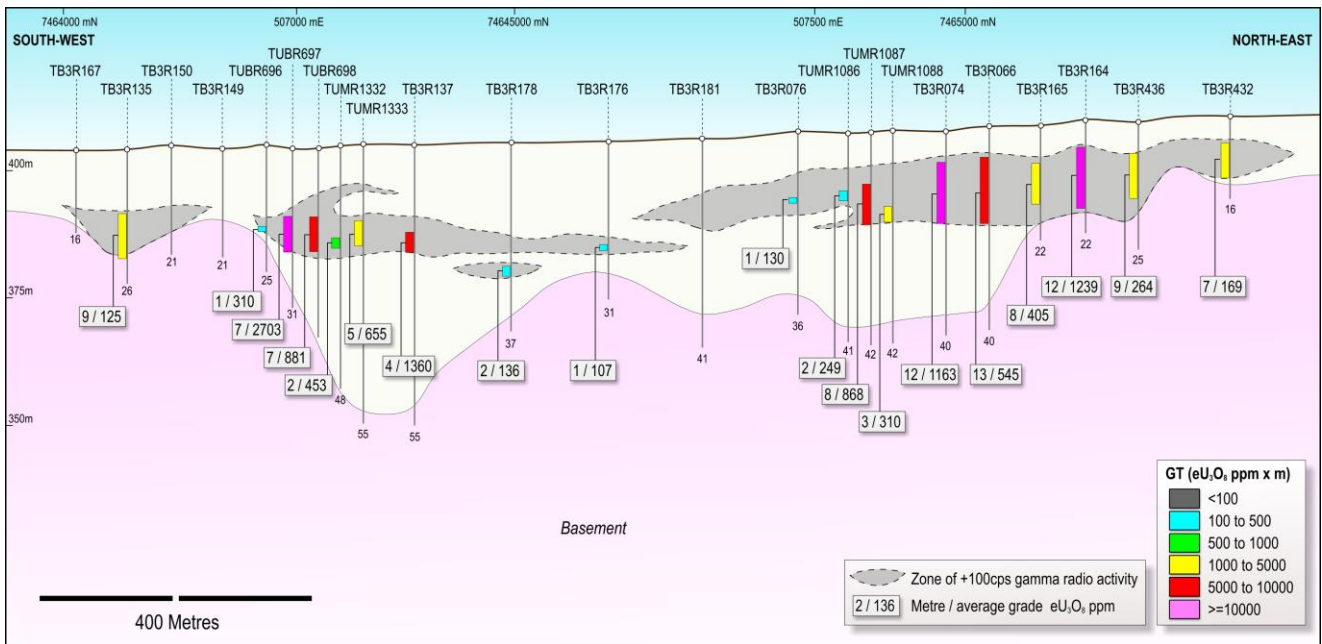 7464000 mN
507000 mE
74645000 mN
507500 mE
7465000 mN
SOUTH-WEST
NORTH-EAST
TUBR697
TUMR1087
TB3R167
TB3R150
TUBR696
TUBR698
TUMR1086
TUMR1088
TB3R066
TB3R164
TB3R135
TB3R149
TUMR1332
TB3R137
TB3R178
TB3R176
TB3R181
TB3R076
TB3R074
TB3R165
TB3R436
TB3R432
TUMR1333
400m
375m
350m
16
26
21
21
25
31
48
55
55
37
31
41
36
41
42
42
40
40
22
22
25
16
9 / 125
1 / 310
7 / 2703
7 / 881
2 / 453
5 / 655
4 / 1360
2 / 136
1 / 107
1 / 130
2 / 249
8 / 868
3 / 310
12 / 1163
13 / 545
8 / 405
12 / 1239
9 / 264
7 / 169
Basement
400 Metres
Zone of +100cps gamma radio activity
2 / 136 Metre / average grade eU₃O₈ ppm
GT (eU₃O₈ ppm x m)
<100
100 to 500
500 to 1000
1000 to 5000
5000 to 10000
>=10000